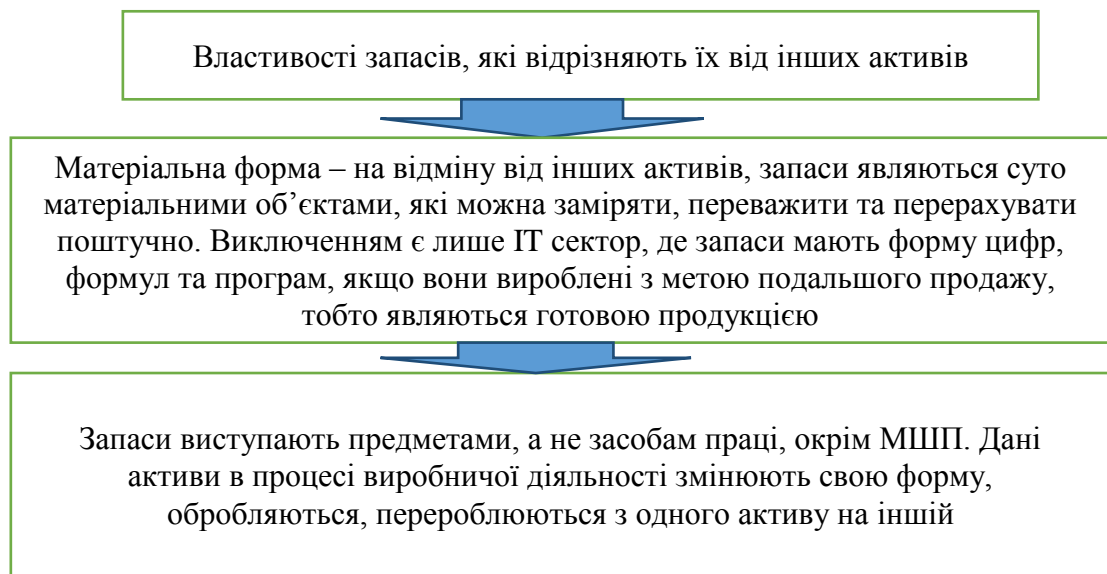 Властивості запасів, які відрізняють їх від інших активів
Матеріальна форма – на відміну від інших активів, запаси являються суто
матеріальними об’єктами, які можна заміряти, переважити та перерахувати
поштучно. Виключенням є лише ІТ сектор, де запаси мають форму цифр,
формул та програм, якщо вони вироблені з метою подальшого продажу,
тобто являються готовою продукцією
Запаси виступають предметами, а не засобам праці, окрім МШП. Дані
активи в процесі виробничої діяльності змінюють свою форму,
обробляються, перероблюються з одного активу на іншій